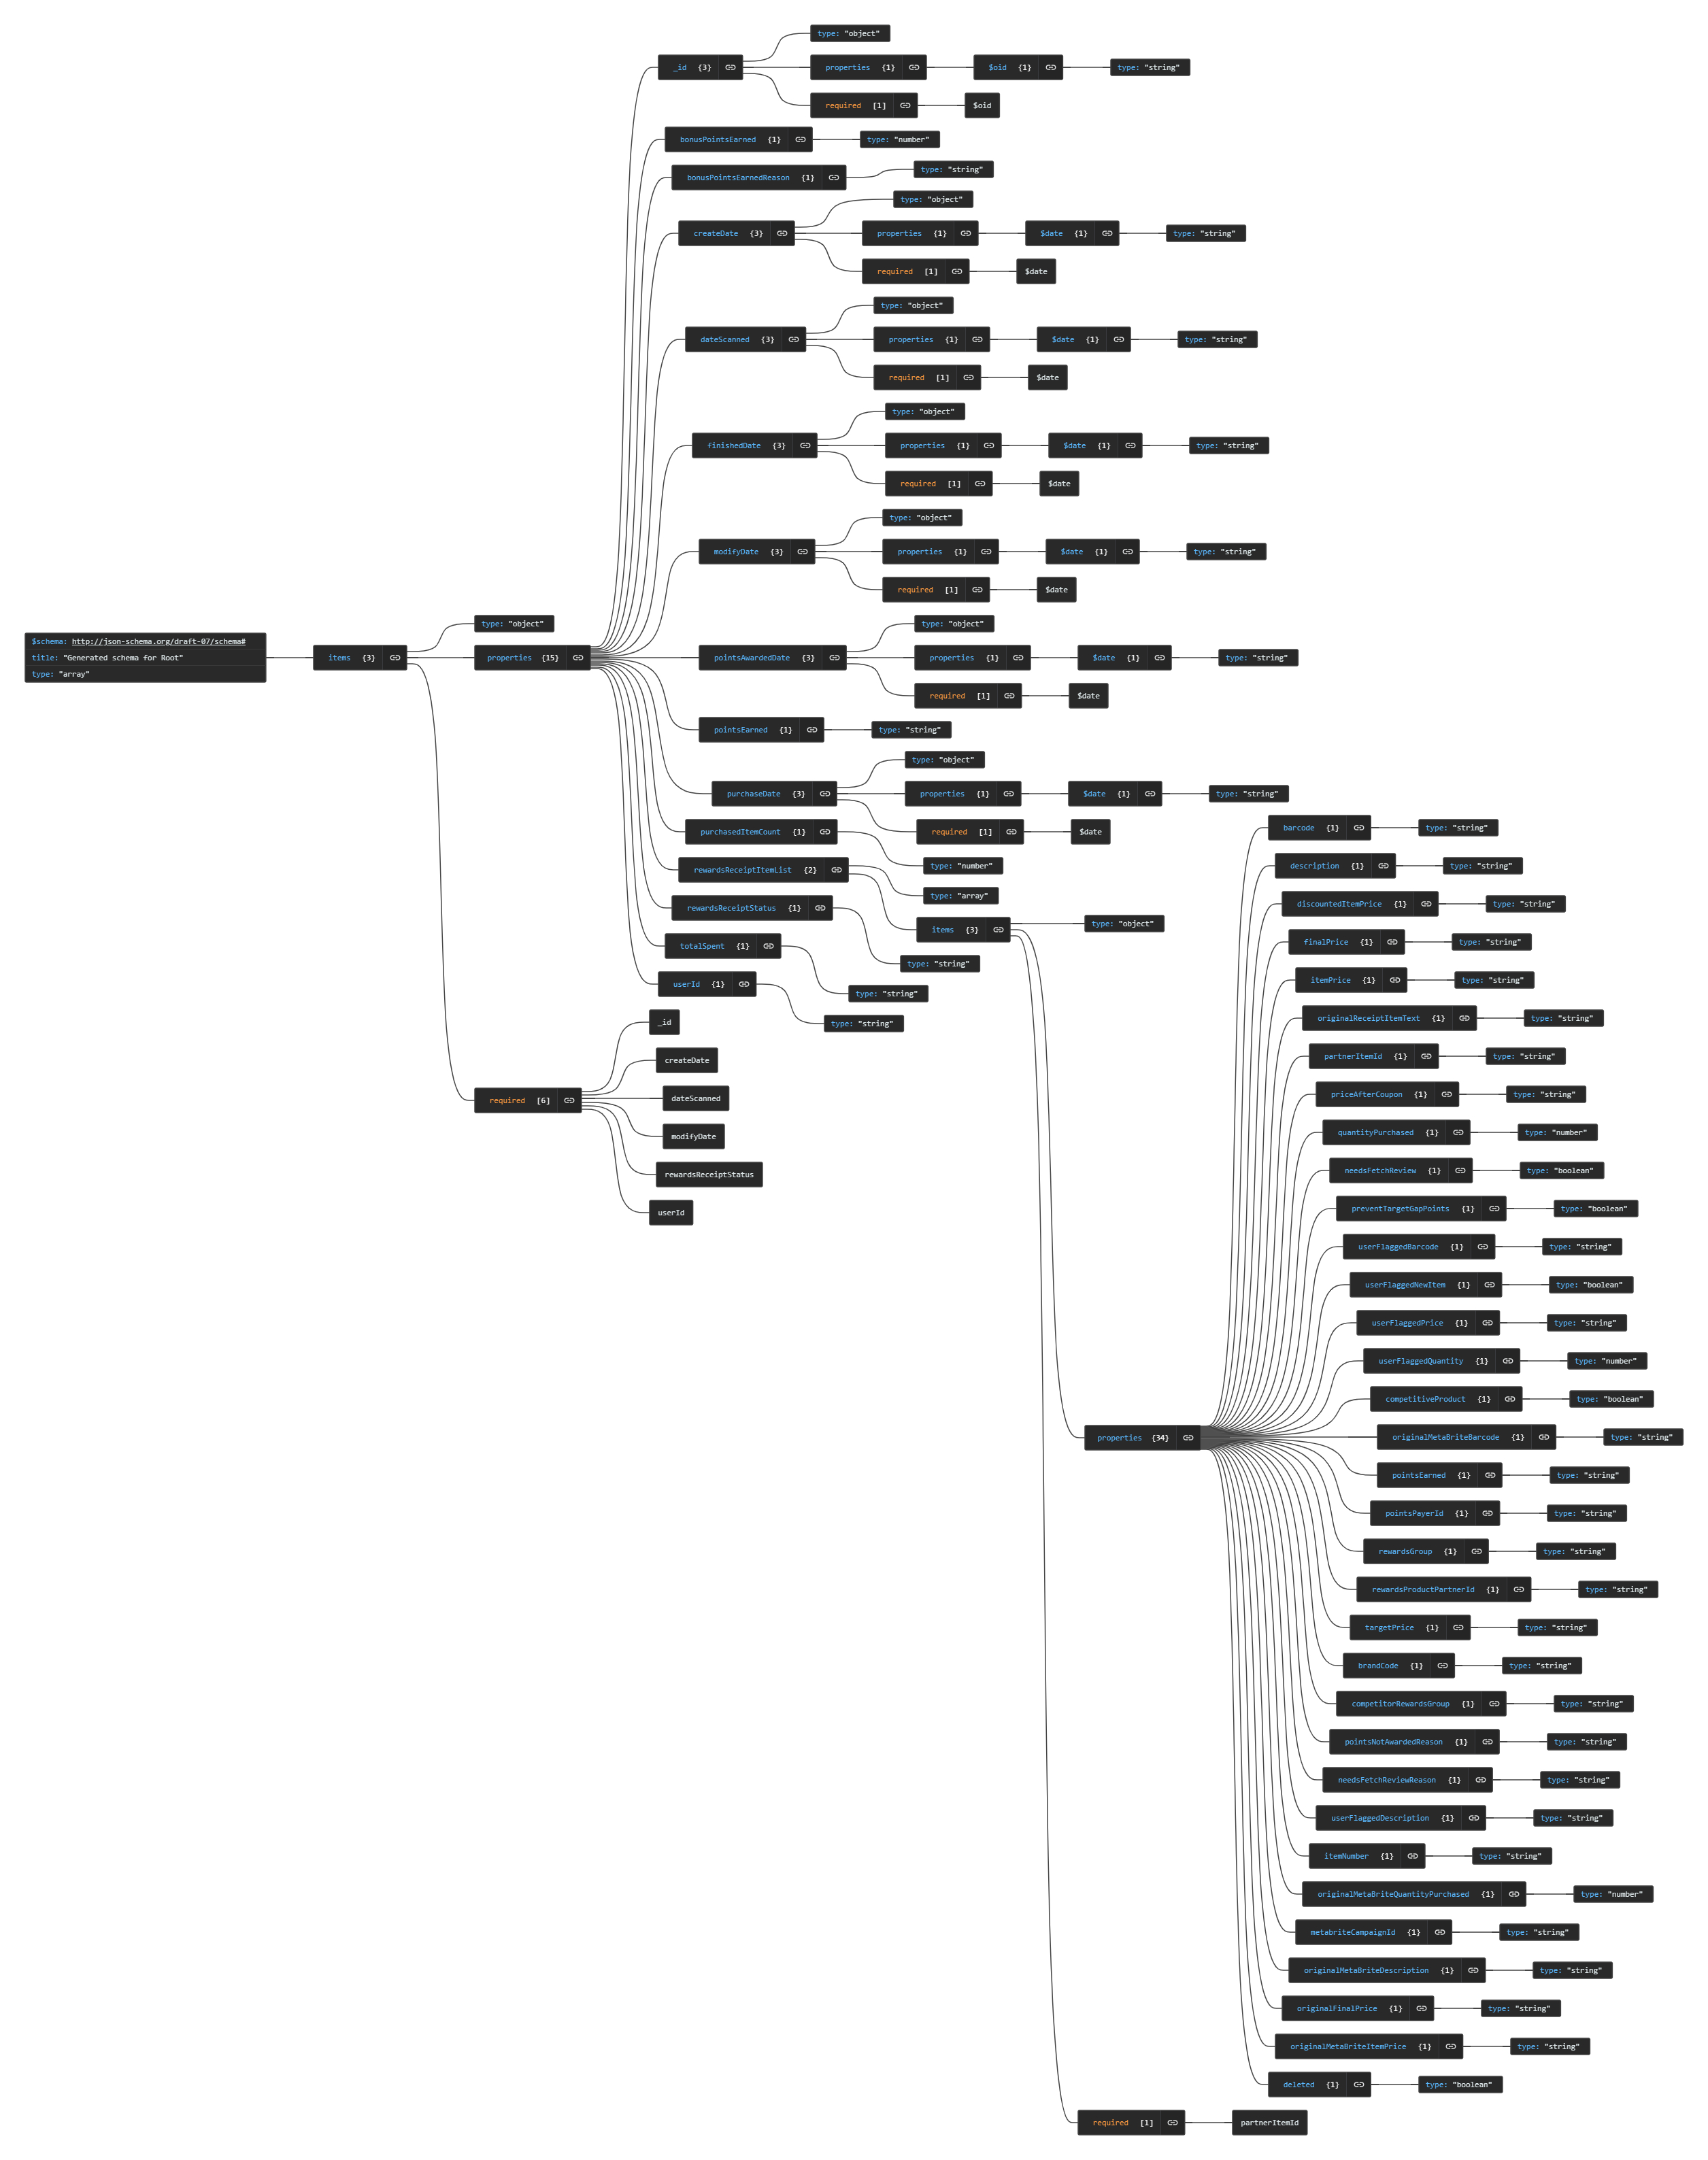 $schema: http://json-schema.org/draft-07/schema#
title: "Generated schema for Root"
type: "array"
items {3}
type: "object"
properties {15}
_id {3}
type: "object"
properties {1}
$oid {1}
type: "string"
required [1]
$oid
bonusPointsEarned {1}
type: "number"
bonusPointsEarnedReason {1}
type: "string"
createDate {3}
type: "object"
properties {1}
$date {1}
type: "string"
required [1]
$date
dateScanned {3}
type: "object"
properties {1}
$date {1}
type: "string"
required [1]
$date
finishedDate {3}
type: "object"
properties {1}
$date {1}
type: "string"
required [1]
$date
modifyDate {3}
type: "object"
properties {1}
$date {1}
type: "string"
required [1]
$date
pointsAwardedDate {3}
type: "object"
properties {1}
$date {1}
type: "string"
required [1]
$date
pointsEarned {1}
type: "string"
purchaseDate {3}
type: "object"
properties {1}
$date {1}
type: "string"
required [1]
$date
purchasedItemCount {1}
type: "number"
rewardsReceiptItemList {2}
type: "array"
items {3}
type: "object"
properties {34}
barcode {1}
type: "string"
description {1}
type: "string"
discountedItemPrice {1}
type: "string"
finalPrice {1}
type: "string"
itemPrice {1}
type: "string"
originalReceiptItemText {1}
type: "string"
partnerItemId {1}
type: "string"
priceAfterCoupon {1}
type: "string"
quantityPurchased {1}
type: "number"
needsFetchReview {1}
type: "boolean"
preventTargetGapPoints {1}
type: "boolean"
userFlaggedBarcode {1}
type: "string"
userFlaggedNewItem {1}
type: "boolean"
userFlaggedPrice {1}
type: "string"
userFlaggedQuantity {1}
type: "number"
competitiveProduct {1}
type: "boolean"
originalMetaBriteBarcode {1}
type: "string"
pointsEarned {1}
type: "string"
pointsPayerId {1}
type: "string"
rewardsGroup {1}
type: "string"
rewardsProductPartnerId {1}
type: "string"
targetPrice {1}
type: "string"
brandCode {1}
type: "string"
competitorRewardsGroup {1}
type: "string"
pointsNotAwardedReason {1}
type: "string"
needsFetchReviewReason {1}
type: "string"
userFlaggedDescription {1}
type: "string"
itemNumber {1}
type: "string"
originalMetaBriteQuantityPurchased {1}
type: "number"
metabriteCampaignId {1}
type: "string"
originalMetaBriteDescription {1}
type: "string"
originalFinalPrice {1}
type: "string"
originalMetaBriteItemPrice {1}
type: "string"
deleted {1}
type: "boolean"
required [1]
partnerItemId
rewardsReceiptStatus {1}
type: "string"
totalSpent {1}
type: "string"
userId {1}
type: "string"
required [6]
_id
createDate
dateScanned
modifyDate
rewardsReceiptStatus
userId